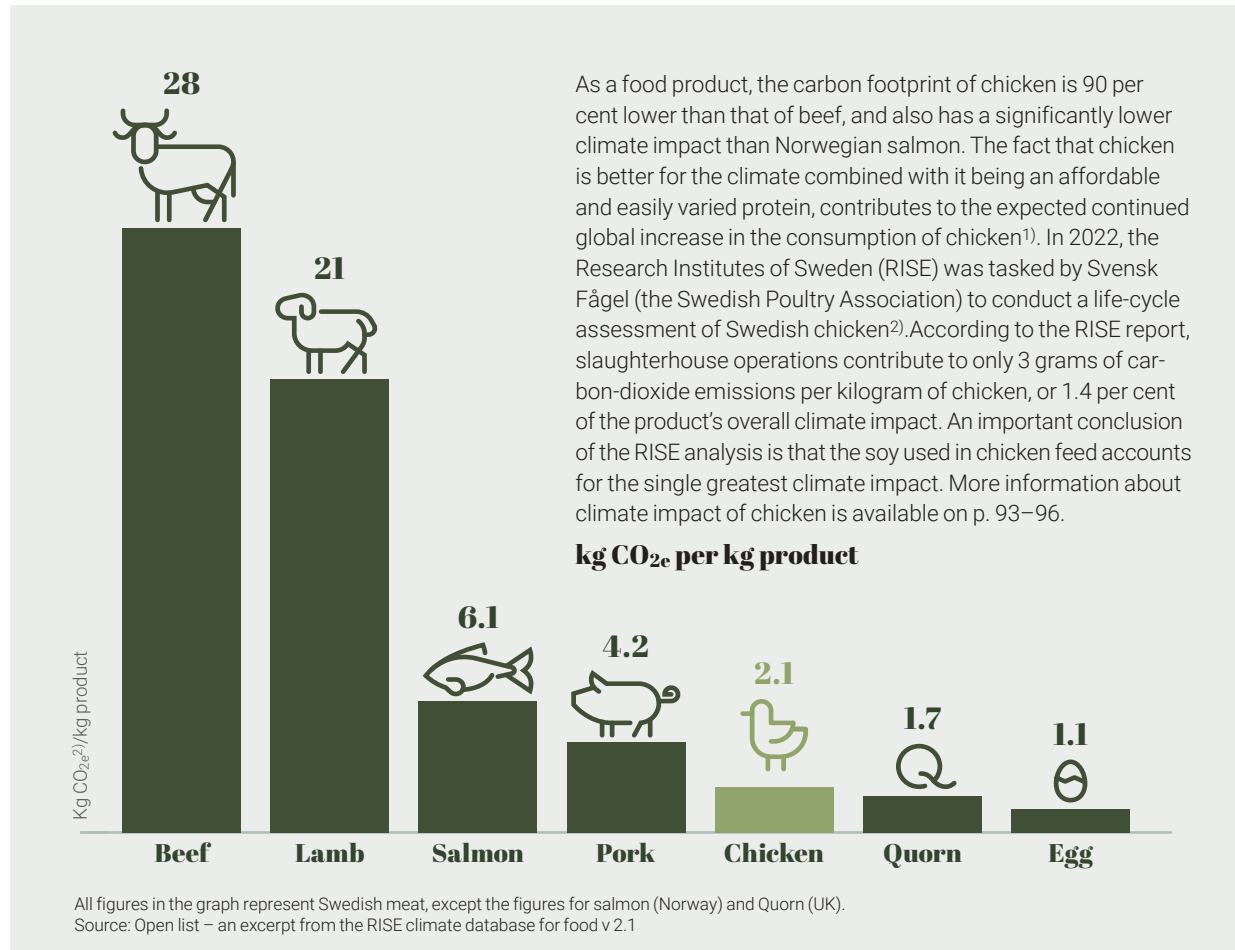 28
As a food product, the carbon footprint of chicken is 90 per
cent lower than that of beef, and also has a significantly lower
climate impact than Norwegian salmon. The fact that chicken
is better for the climate combined with it being an affordable
and easily varied protein, contributes to the expected continued
global increase in the consumption of chicken1). In 2022, the
Research Institutes of Sweden (RISE) was tasked by Svensk
Fågel (the Swedish Poultry Association) to conduct a life-cycle
assessment of Swedish chicken2).According to the RISE report,
slaughterhouse operations contribute to only 3 grams of car-
bon-dioxide emissions per kilogram of chicken, or 1.4 per cent
of the product's overall climate impact. An important conclusion
of the RISE analysis is that the soy used in chicken feed accounts
for the single greatest climate impact. More information about
climate impact of chicken is available on p. 93–96.
kg CO2e per kg product
21
6.1
4.2
2.1
1.7
1.1
Kg CO2e2)/kg product
Beef
Lamb
Salmon
Pork
Chicken
Quorn
Egg
All figures in the graph represent Swedish meat, except the figures for salmon (Norway) and Quorn (UK).
Source: Open list – an excerpt from the RISE climate database for food v 2.1